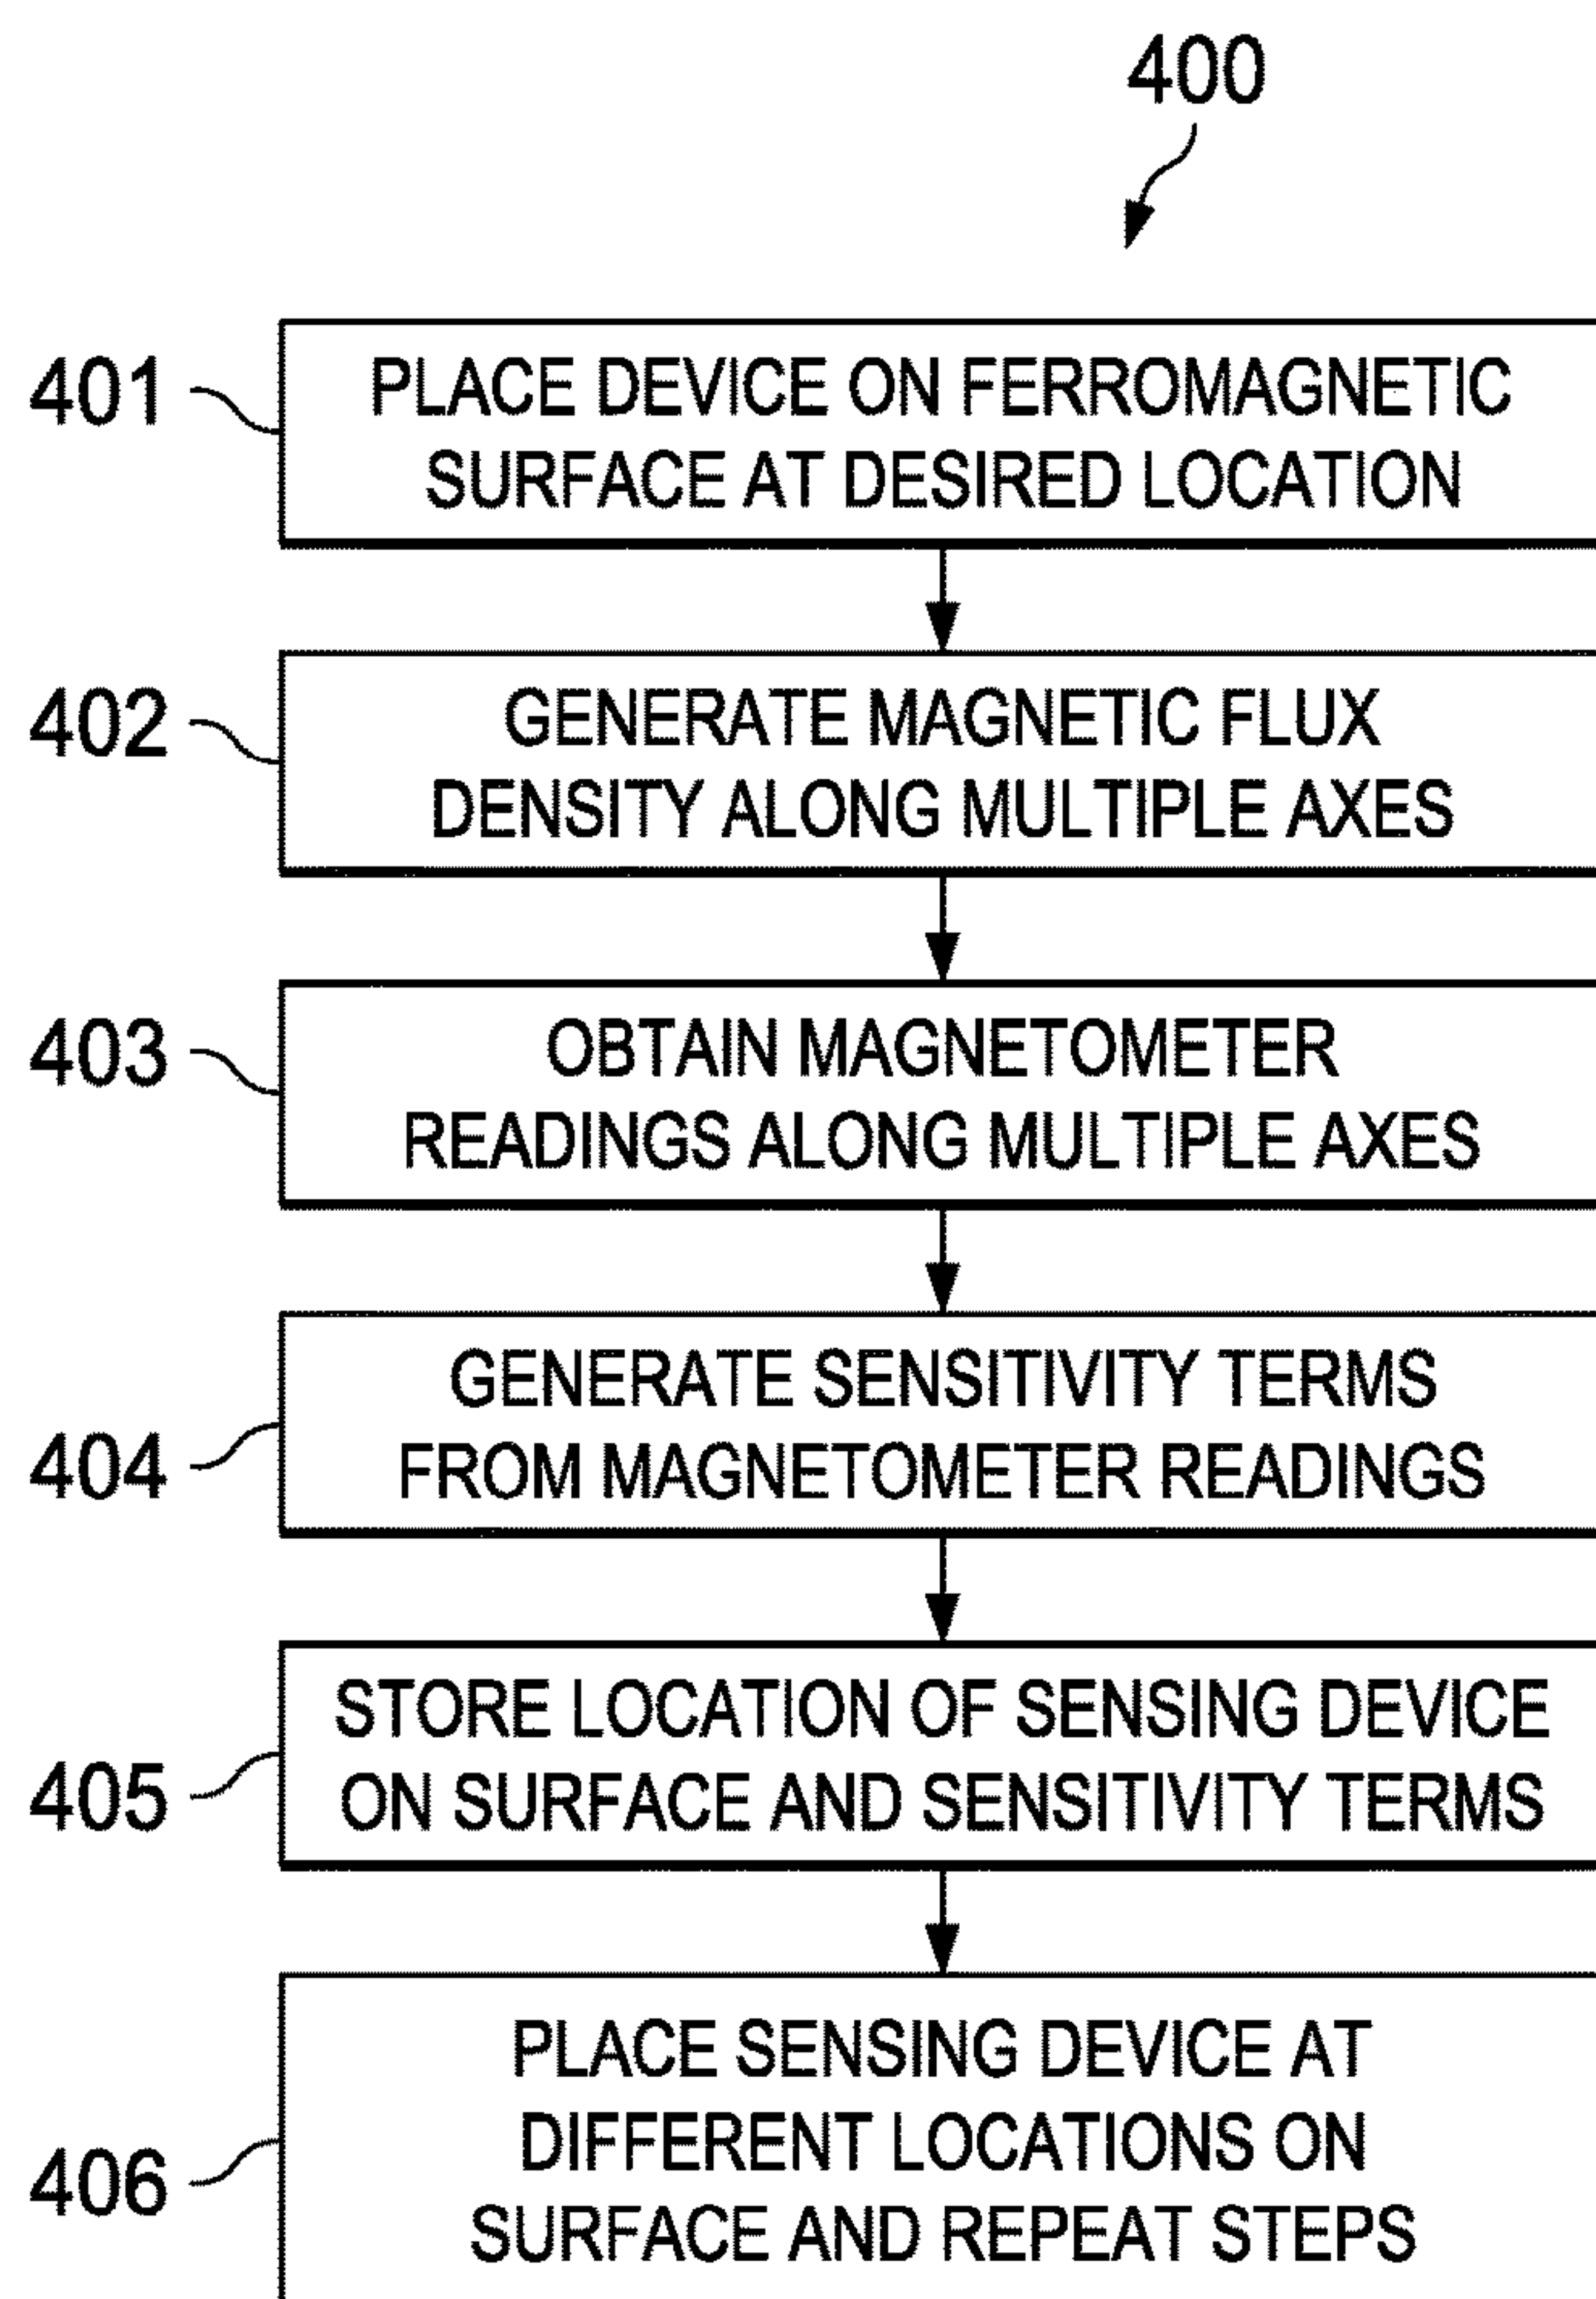 400
401
PLACE DEVICE ON FERROMAGNETIC
SURFACE AT DESIRED LOCATION
402
GENERATE MAGNETIC FLUX
DENSITY ALONG MULTIPLE AXES
403
OBTAIN MAGNETOMETER
READINGS ALONG MULTIPLE AXES
404
GENERATE SENSITIVITY TERMS
FROM MAGNETOMETER READINGS
405
STORE LOCATION OF SENSING DEVICE
ON SURFACE AND SENSITIVITY TERMS
406
PLACE SENSING DEVICE AT
DIFFERENT LOCATIONS ON
SURFACE AND REPEAT STEPS